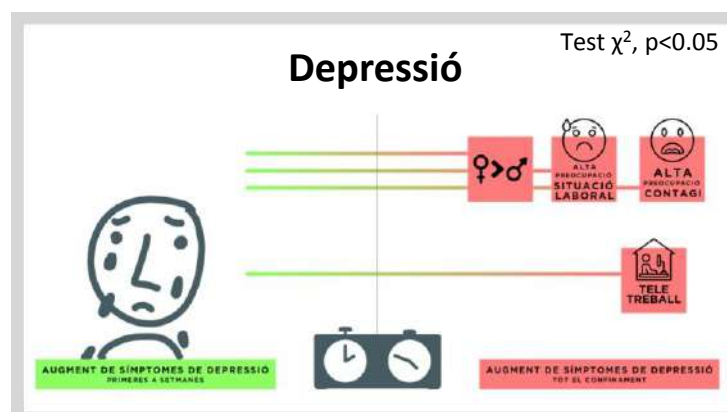 Test χ², p<0.05
Depressió
♀>♂
ALTA
PREOCUPACIÓ
SITUACIÓ
LABORAL
ALTA
PREOCUPACIÓ
CONTAGI
TELE
TREBALL
AUGMENT DE SÍMPTOMES DE DEPRESSIÓ
PRIMERES 4 SETMANES
AUGMENT DE SÍMPTOMES DE DEPRESSIÓ
TOT EL CONFINAMENT